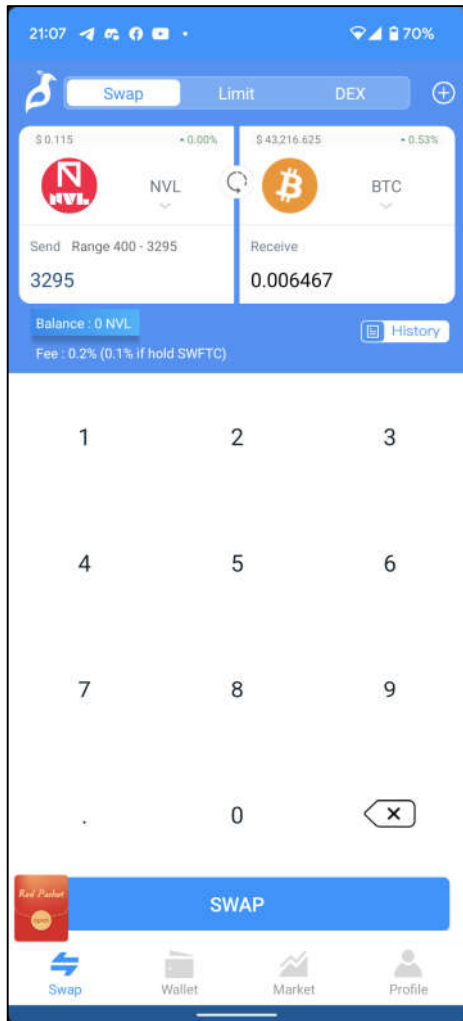 21:07 70%
Swap Limit DEX
$ 0.115 • 0.00% $ 43,216.625 • 0.53%
N
NVL
NVL BTC
Send Range 400 - 3295 Receive
3295 0.006467
Balance : 0 NVL
History
Fee : 0.2% (0.1% if hold SWFTC)
1 2 3
4 5 6
7 8 9
. 0
Red Packet
open
SWAP
Swap Wallet Market Profile